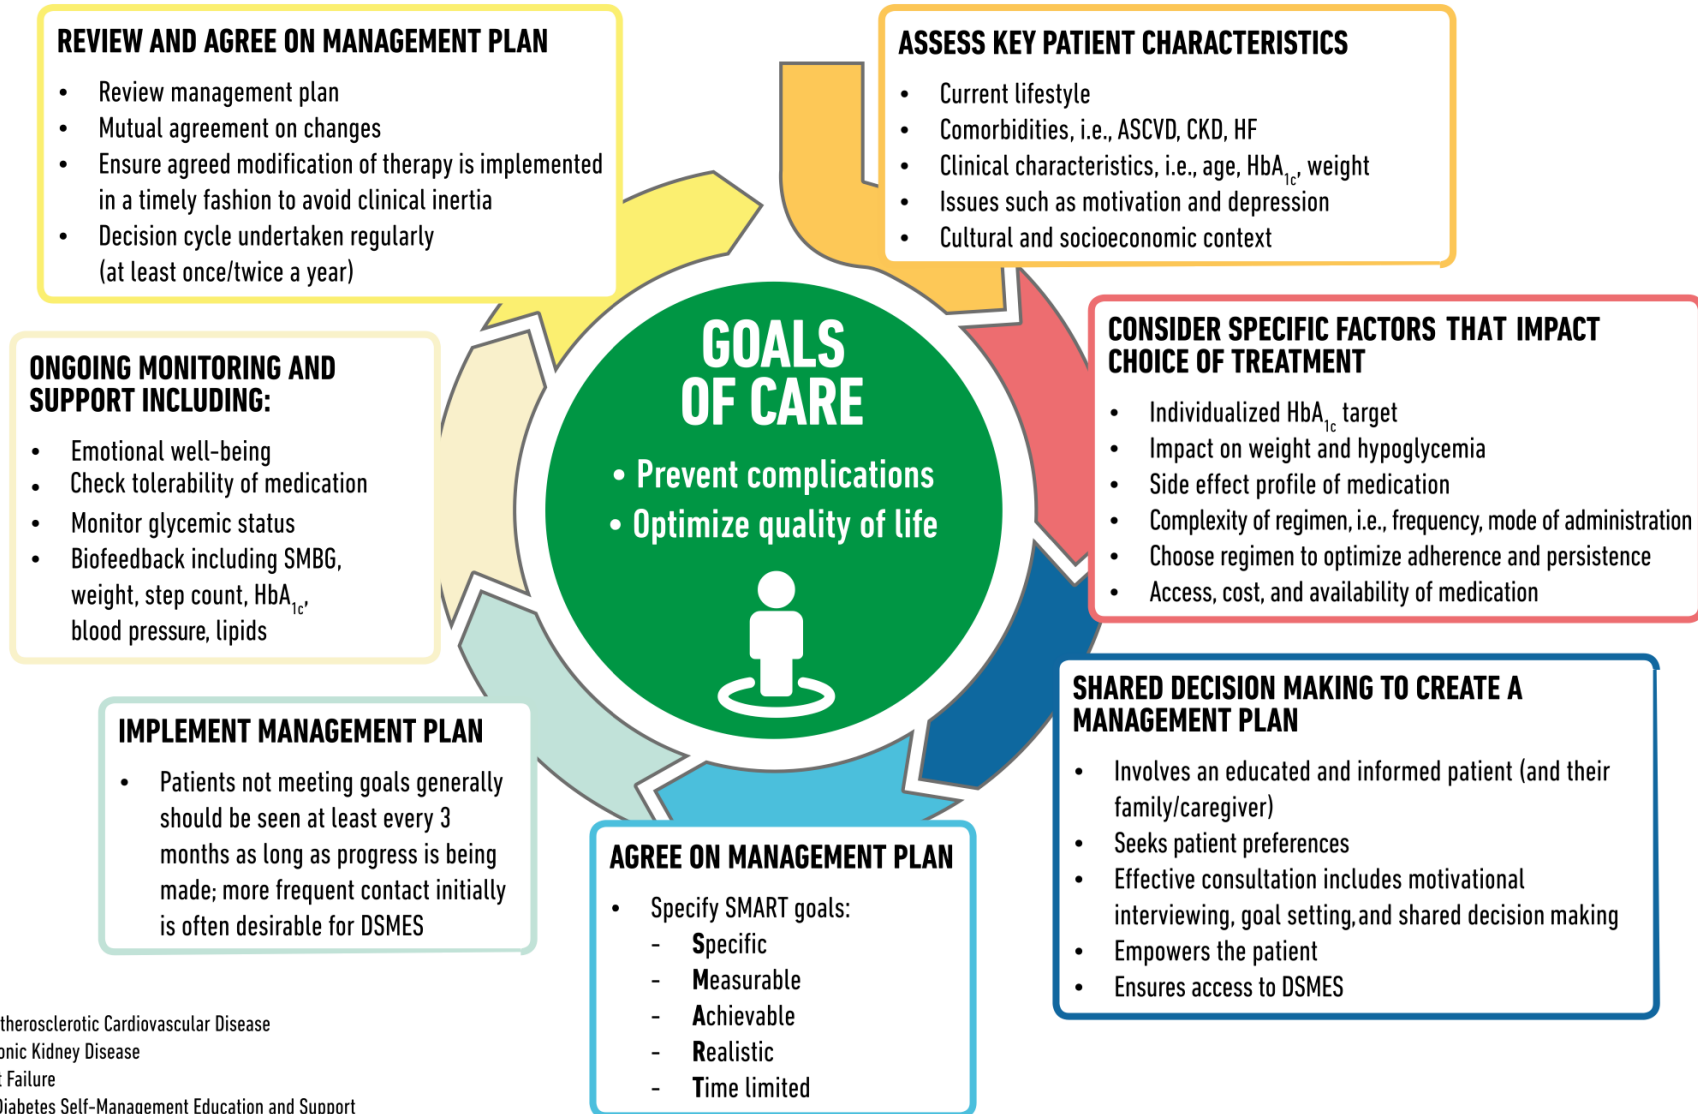 REVIEW AND AGREE ON MANAGEMENT PLAN
• Review management plan
• Mutual agreement on changes
• Ensure agreed modification of therapy is implemented
in a timely fashion to avoid clinical inertia
• Decision cycle undertaken regularly
(at least once/twice a year)
ASSESS KEY PATIENT CHARACTERISTICS
• Current lifestyle
• Comorbidities, i.e., ASCVD, CKD, HF
• Clinical characteristics, i.e., age, HbA1c, weight
• Issues such as motivation and depression
• Cultural and socioeconomic context
CONSIDER SPECIFIC FACTORS THAT IMPACT
CHOICE OF TREATMENT
• Individualized HbA1c target
• Impact on weight and hypoglycemia
• Side effect profile of medication
• Complexity of regimen, i.e., frequency, mode of administration
• Choose regimen to optimize adherence and persistence
• Access, cost, and availability of medication
SHARED DECISION MAKING TO CREATE A
MANAGEMENT PLAN
• Involves an educated and informed patient (and their
family/caregiver)
• Seeks patient preferences
• Effective consultation includes motivational
interviewing, goal setting, and shared decision making
• Empowers the patient
• Ensures access to DSMES
AGREE ON MANAGEMENT PLAN
• Specify SMART goals:
- Specific
- Measurable
- Achievable
- Realistic
- Time limited
IMPLEMENT MANAGEMENT PLAN
• Patients not meeting goals generally
should be seen at least every 3
months as long as progress is being
made; more frequent contact initially
is often desirable for DSMES
ONGOING MONITORING AND
SUPPORT INCLUDING:
• Emotional well-being
• Check tolerability of medication
• Monitor glycemic status
• Biofeedback including SMBG,
weight, step count, HbA1c,
blood pressure, lipids
GOALS
OF CARE
• Prevent complications
• Optimize quality of life
therosclerotic Cardiovascular Disease
onic Kidney Disease
t Failure
Diabetes Self-Management Education and Support